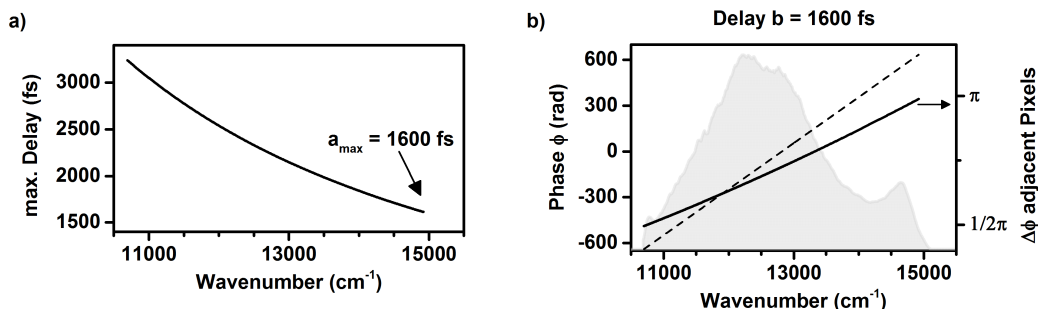 a)
3000
2500
2000
1500
max. Delay (fs)
a_max = 1600 fs
11000 13000 15000
Wavenumber (cm⁻¹)
b)
Delay b = 1600 fs
600
300
0
-300
-600
Phase ϕ (rad)
π
1/2π
Δϕ adjacent Pixels
11000 13000 15000
Wavenumber (cm⁻¹)